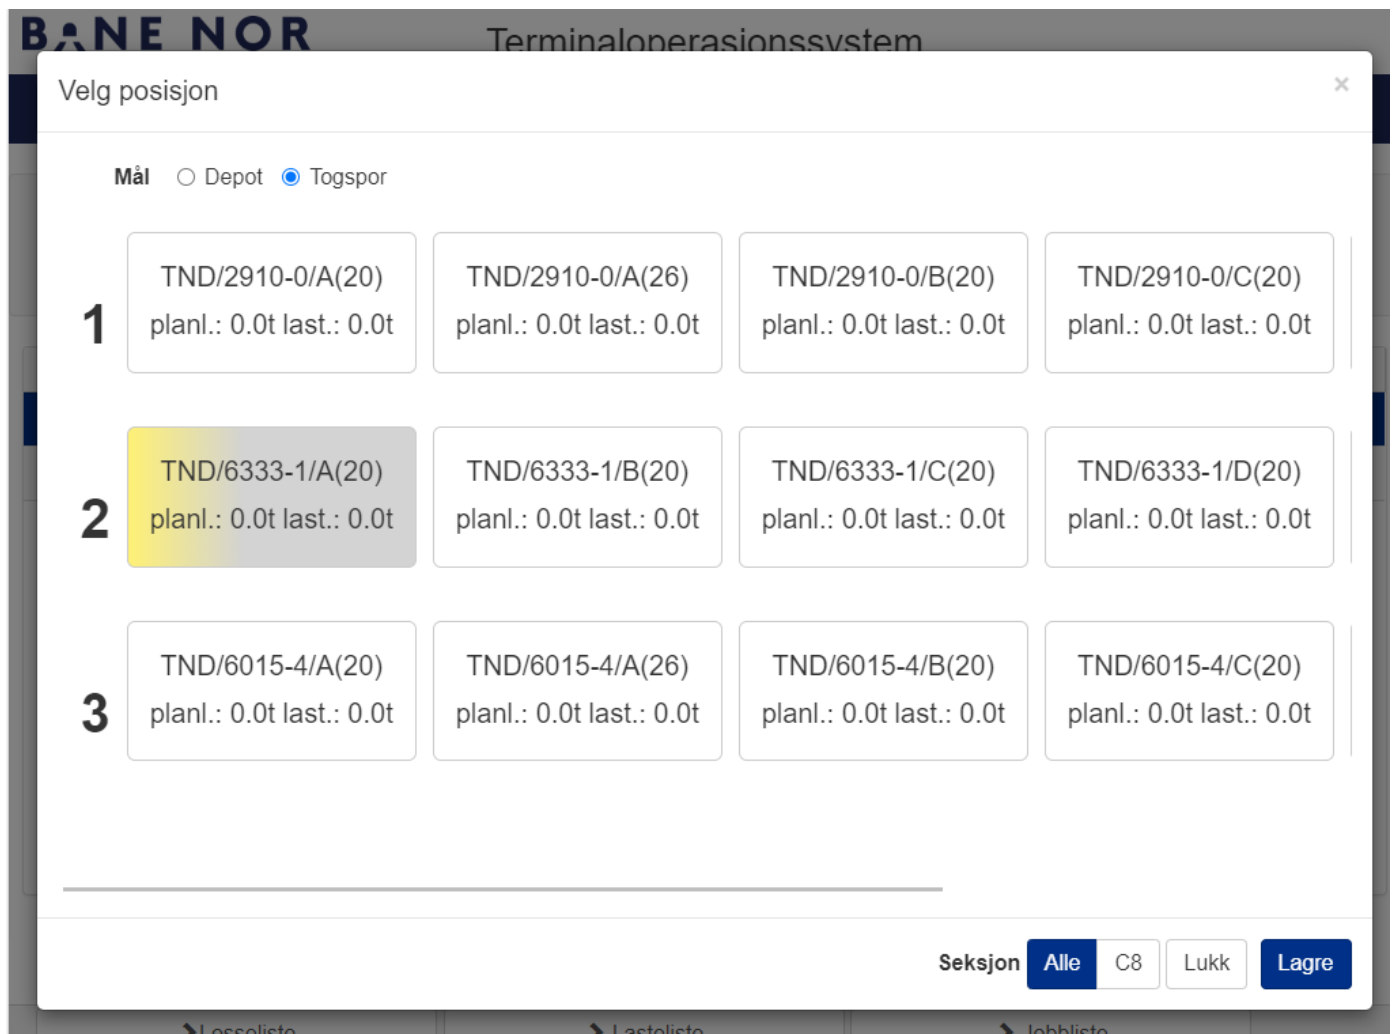 BANE NOR
Terminaloperasjonssystem
Velg posisjon
×
Mål Depot Togspor
1
TND/2910-0/A(20)
planl.: 0.0t last.: 0.0t
TND/2910-0/A(26)
planl.: 0.0t last.: 0.0t
TND/2910-0/B(20)
planl.: 0.0t last.: 0.0t
TND/2910-0/C(20)
planl.: 0.0t last.: 0.0t
2
TND/6333-1/A(20)
planl.: 0.0t last.: 0.0t
TND/6333-1/B(20)
planl.: 0.0t last.: 0.0t
TND/6333-1/C(20)
planl.: 0.0t last.: 0.0t
TND/6333-1/D(20)
planl.: 0.0t last.: 0.0t
3
TND/6015-4/A(20)
planl.: 0.0t last.: 0.0t
TND/6015-4/A(26)
planl.: 0.0t last.: 0.0t
TND/6015-4/B(20)
planl.: 0.0t last.: 0.0t
TND/6015-4/C(20)
planl.: 0.0t last.: 0.0t
Seksjon Alle C8 Lukk Lagre
Losseliste
Lasteliste
Jobbliste